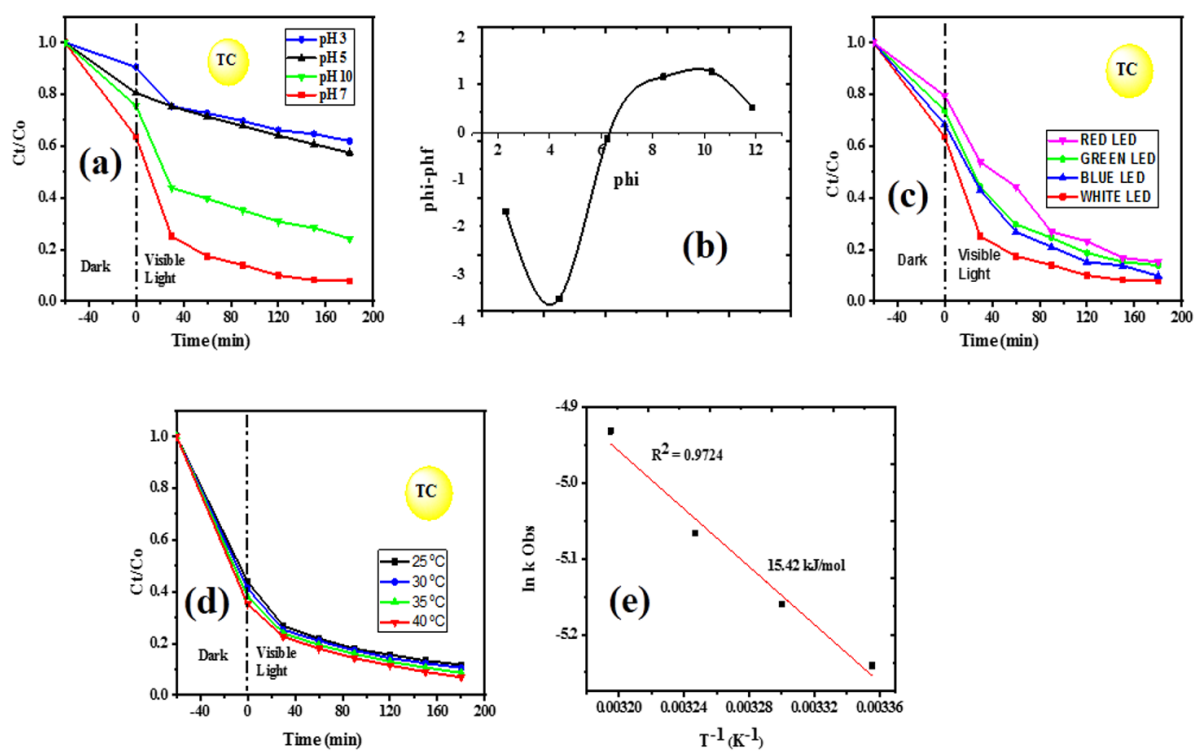 1.0
0.8
0.6
0.4
0.2
0.0
Ct/Co
-40 0 40 80 120 160 200
Time (min)
TC
pH 3
pH 5
pH 10
pH 7
(a)
Dark
Visible
Light
2
1
0
-1
-2
-3
-4
phi-phf
2 4 6 8 10 12
phi
(b)
1.0
0.8
0.6
0.4
0.2
0.0
Ct/Co
-40 0 40 80 120 160 200
Time (min)
TC
RED LED
GREEN LED
BLUE LED
WHITE LED
(c)
Dark
Visible
Light
1.0
0.8
0.6
0.4
0.2
0.0
Ct/Co
-40 0 40 80 120 160 200
Time (min)
TC
25 ⁰C
30 ⁰C
35 ⁰C
40 ⁰C
(d)
Dark
Visible
Light
-4.9
-5.0
-5.1
-5.2
ln k Obs
R² = 0.9724
15.42 kJ/mol
(e)
0.00320 0.00324 0.00328 0.00332 0.00336
T⁻¹ (K⁻¹)